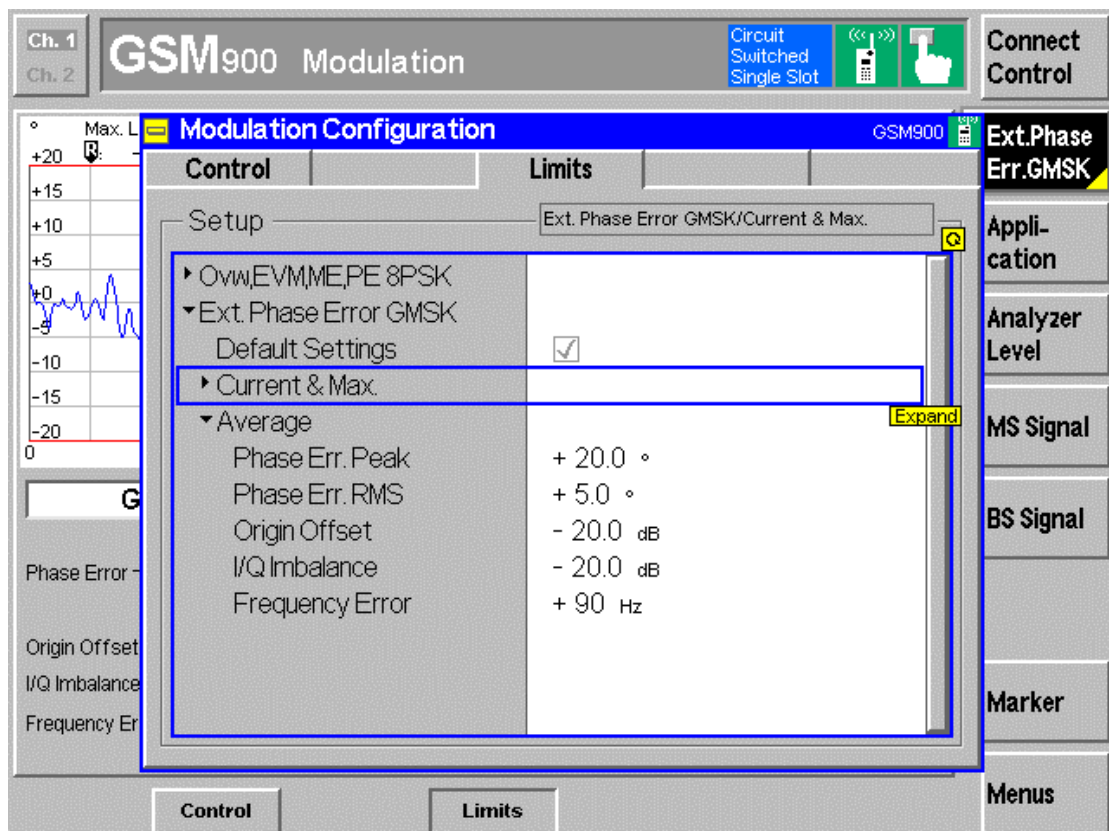 Ch. 1
Ch. 2
GSM900 Modulation
Circuit
Switched
Single Slot
Connect
Control
Max. L
+20
+15
+10
+5
+0
-5
-10
-15
-20
0
G
Phase Error
Origin Offset
I/Q Imbalance
Frequency Er
Modulation Configuration
GSM900
Control
Limits
Setup
Ext. Phase Error GMSK/Current & Max.
Ovw,EVM,ME,PE 8PSK
Ext. Phase Error GMSK
Default Settings
Current & Max.
Expand
Average
Phase Err. Peak + 20.0 °
Phase Err. RMS + 5.0 °
Origin Offset - 20.0 dB
I/Q Imbalance - 20.0 dB
Frequency Error + 90 Hz
Ext.Phase
Err.GMSK
Appli-
cation
Analyzer
Level
MS Signal
BS Signal
Marker
Menus
Control
Limits